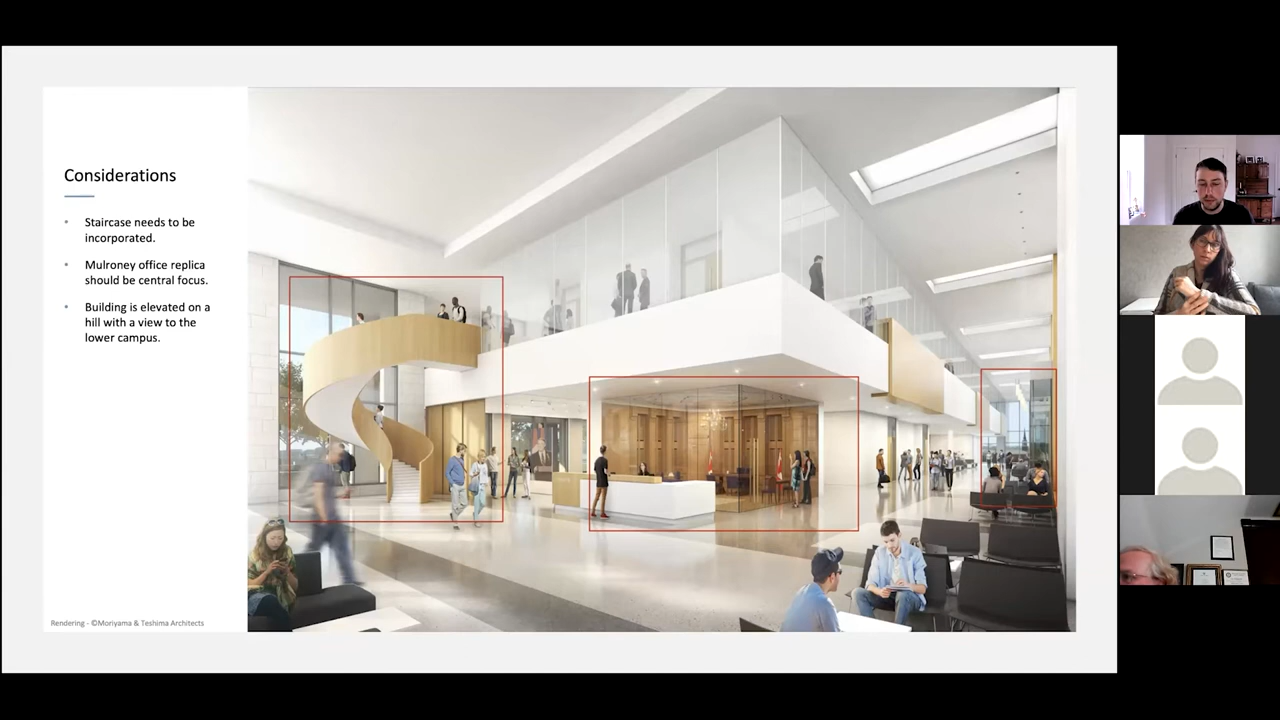 Considerations
• Staircase needs to be
incorporated.
• Mulroney office replica
should be central focus.
• Building is elevated on a
hill with a view to the
lower campus.
Rendering - ©Moriyama & Teshima Architects